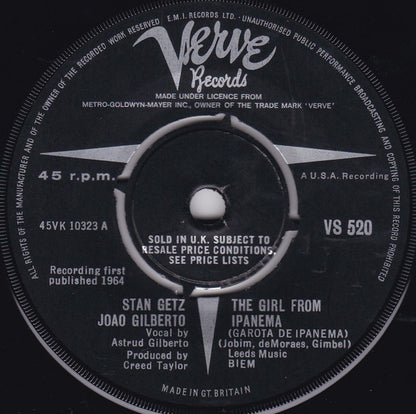 E.M.I. RECORDS LTD. · UNAUTHORISED PUBLIC PERFORMANCE BROADCASTING AND COPYING OF THIS RECORD PROHIBITED.
ALL RIGHTS OF THE MANUFACTURER AND OF THE OWNER OF THE RECORDED WORK RESERVED
Verve
Records
MADE UNDER LICENCE FROM
METRO-GOLDWYN-MAYER INC., OWNER OF THE TRADE MARK 'VERVE'
45 r.p.m.
A U.S.A. Recording
45VK 10323 A
VS 520
SOLD IN U.K. SUBJECT TO
RESALE PRICE CONDITIONS,
SEE PRICE LISTS
Recording first
published 1964
STAN GETZ
JOAO GILBERTO
Vocal by
Astrud Gilberto
Produced by
Creed Taylor
THE GIRL FROM
IPANEMA
(GAROTA DE IPANEMA)
(Jobim, deMoraes, Gimbel)
Leeds Music
BIEM
MADE IN GT. BRITAIN